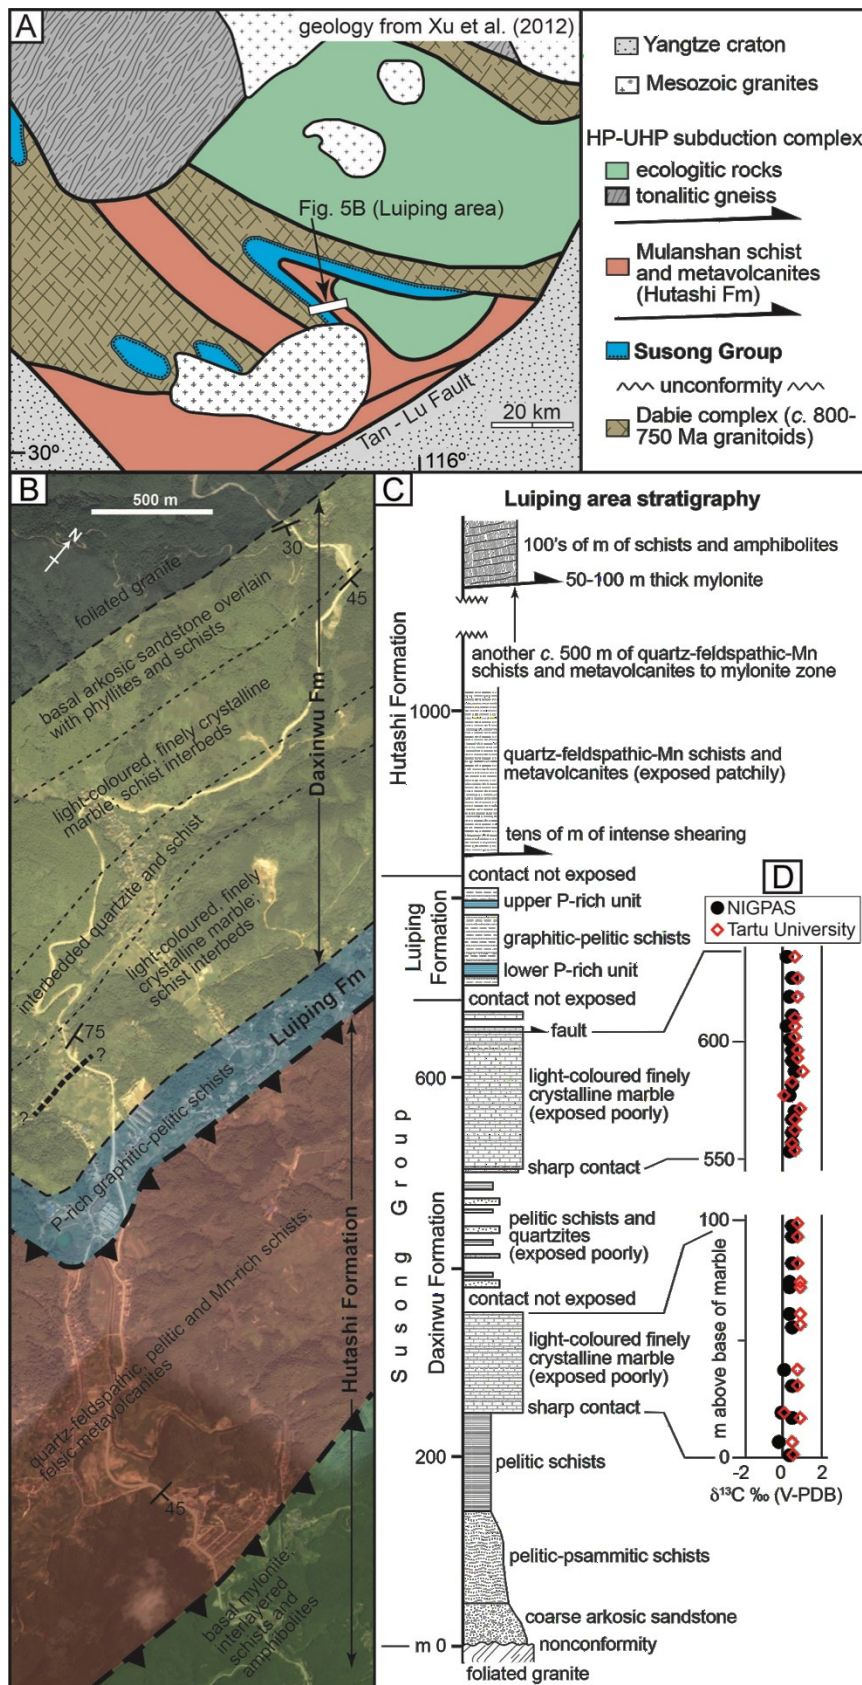 A
geology from Xu et al. (2012)
Fig. 5B (Luiping area)
Tan - Lu Fault
20 km
30º
116º
Yangtze craton
Mesozoic granites
HP-UHP subduction complex
ecologitic rocks
tonalitic gneiss
Mulanshan schist
and metavolcanites
(Hutashi Fm)
Susong Group
unconformity
Dabie complex (c. 800-
750 Ma granitoids)
B
500 m
N
foliated granite
30
45
basal arkosic sandstone overlain
with phyllites and schists
light-coloured, finely crystalline
marble; schist interbeds
Daxinwu Fm
interbedded quartzite and schist
light-coloured, finely
crystalline marble;
schist interbeds
75
?
?
Luiping Fm
P-rich graphitic-pelitic schists
Hutashi Formation
quartz-feldspathic, pelitic and Mn-rich schists;
felsic metavolcanites
45
basal mylonite;
interlayered
schists and
amphibolites
C
Luiping area stratigraphy
100's of m of schists and amphibolites
50-100 m thick mylonite
another c. 500 m of quartz-feldspathic-Mn
schists and metavolcanites to mylonite zone
Hutashi Formation
1000
quartz-feldspathic-Mn schists and
metavolcanites (exposed patchily)
tens of m of intense shearing
contact not exposed
Luiping
Formation
upper P-rich unit
graphitic-pelitic schists
lower P-rich unit
contact not exposed
fault
600
light-coloured finely
crystalline marble
(exposed poorly)
sharp contact
Susong Group
Daxinwu Formation
pelitic schists and
quartzites
(exposed poorly)
contact not exposed
light-coloured finely
crystalline marble
(exposed poorly)
sharp contact
200
pelitic schists
pelitic-psammitic schists
coarse arkosic sandstone
m 0
nonconformity
foliated granite
D
NIGPAS
Tartu University
600
550
100
m above base of marble
0
-2 0 2
δ¹³C ‰ (V-PDB)